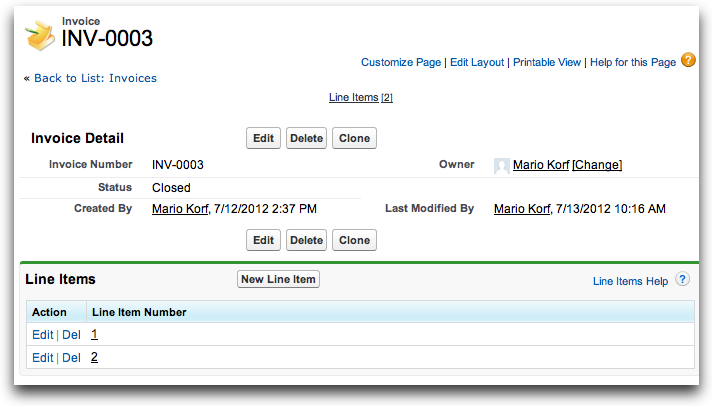 Invoice
INV-0003
Customize Page | Edit Layout | Printable View | Help for this Page ?
« Back to List: Invoices
Line Items [2]
Invoice Detail Edit Delete Clone
Invoice Number INV-0003 Owner Mario Korf [Change]
Status Closed
Created By Mario Korf, 7/12/2012 2:37 PM Last Modified By Mario Korf, 7/13/2012 10:16 AM
Edit Delete Clone
Line Items New Line Item Line Items Help ?
Action Line Item Number
Edit | Del 1
Edit | Del 2